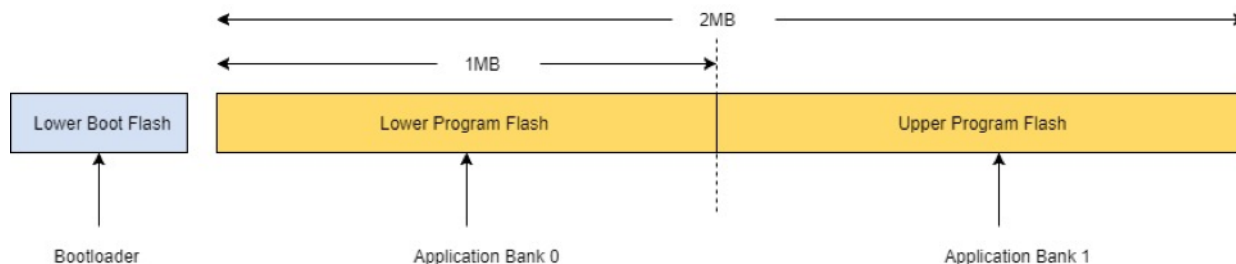 2MB
1MB
Lower Boot Flash
Lower Program Flash
Upper Program Flash
Bootloader
Application Bank 0
Application Bank 1